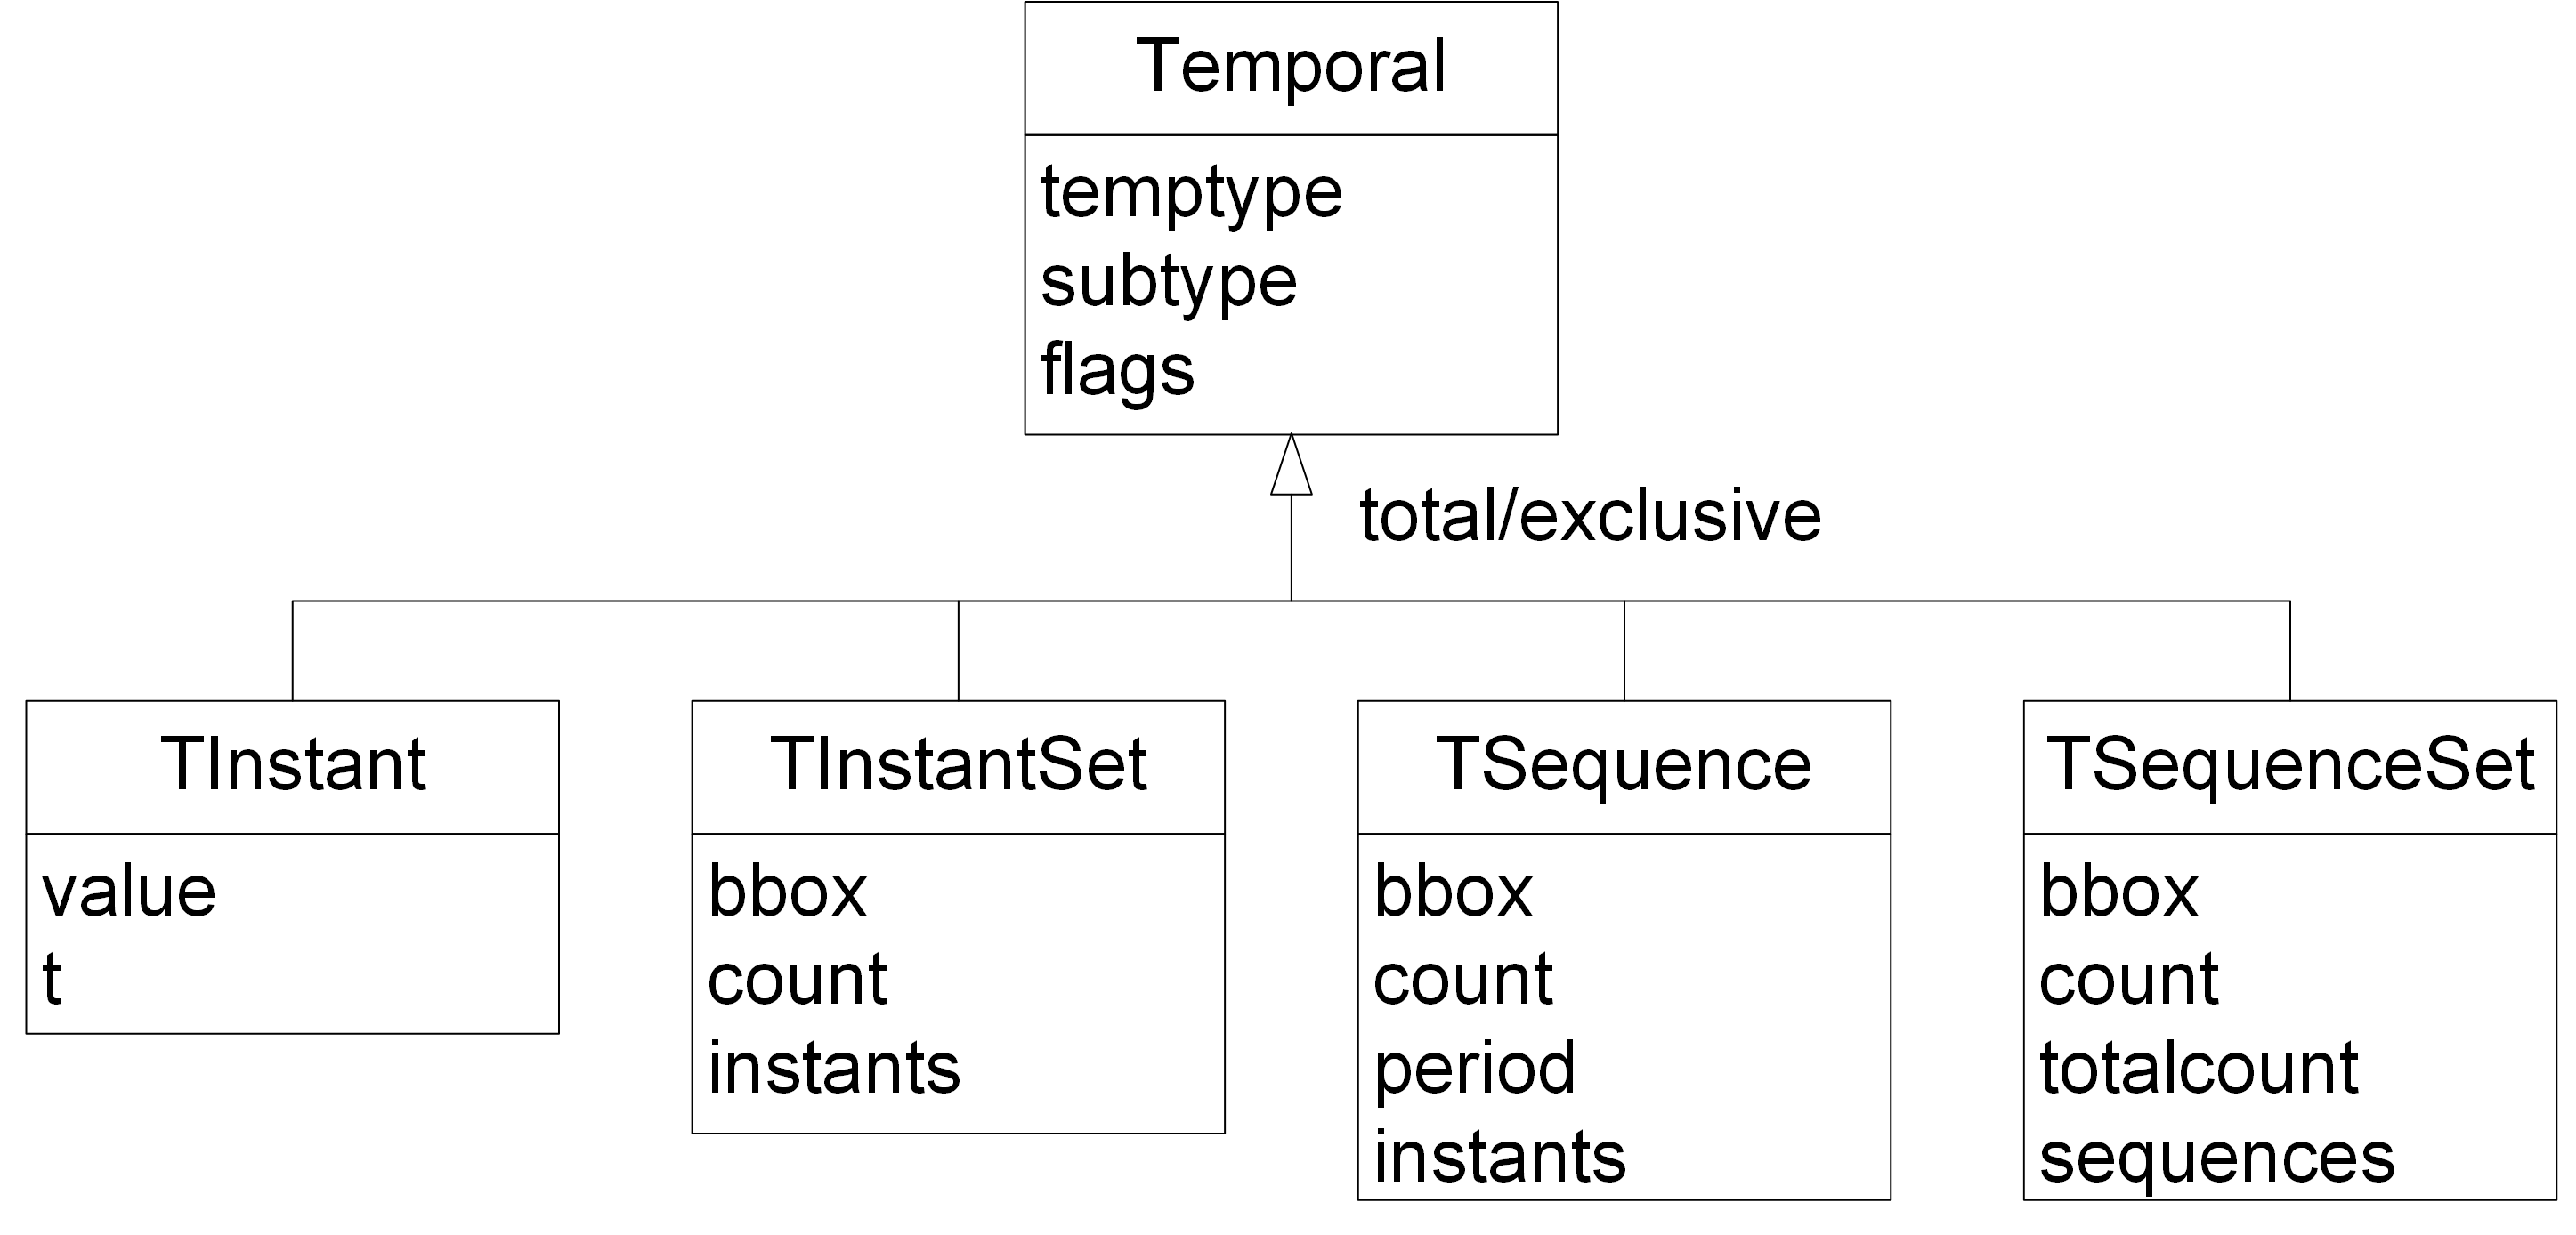 Temporal
temptype
subtype
flags
total/exclusive
TInstant
value
t
TInstantSet
bbox
count
instants
TSequence
bbox
count
period
instants
TSequenceSet
bbox
count
totalcount
sequences